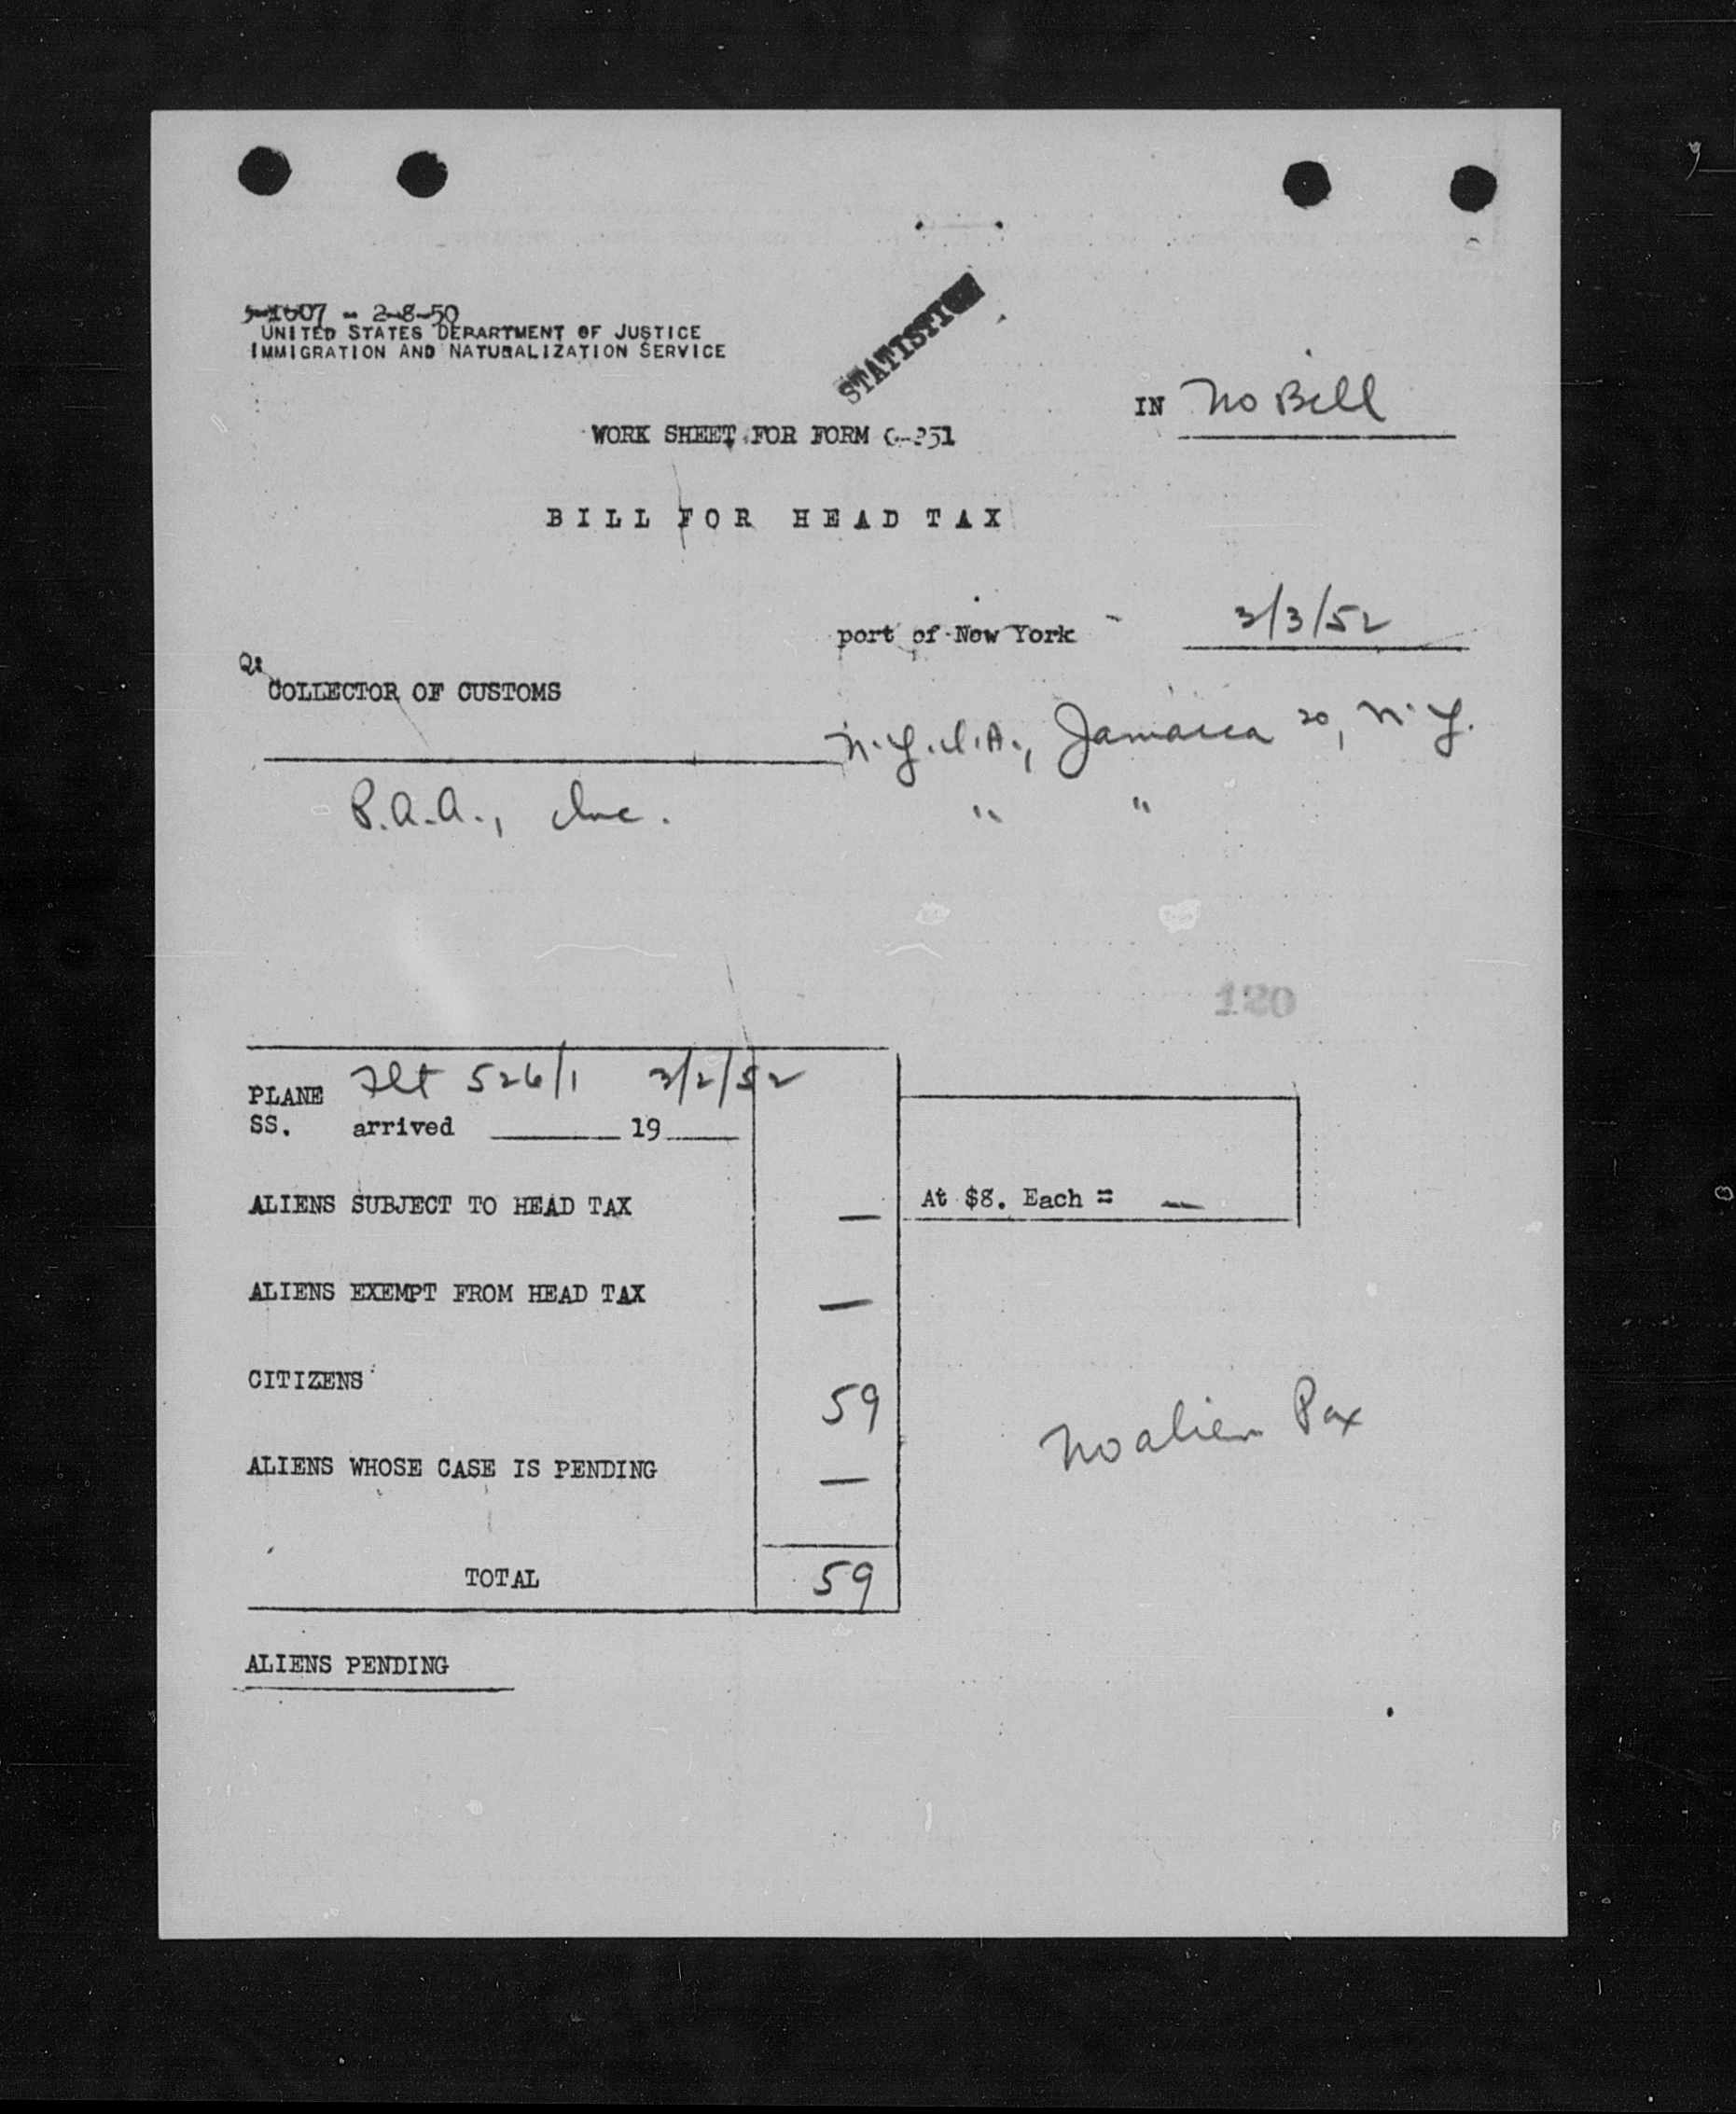 2-8-50
UNITED STATES DEPARTMENT OF JUSTICE
IMMIGRATION AND NATURALIZATION SERVICE
STATISTICS
IN No Bill
WORK SHEET FOR FORM G-251
BILL FOR HEAD TAX
port of New York 3/3/52
COLLECTOR OF CUSTOMS
N.Y.I.A., Jamaica 20, N.Y.
P.A.A., Inc. " "
120
PLANE Flt 526/1 3/2/52
SS. arrived ____ 19__
ALIENS SUBJECT TO HEAD TAX — At $8. Each = —
ALIENS EXEMPT FROM HEAD TAX —
CITIZENS 59
No alien Pax
ALIENS WHOSE CASE IS PENDING —
TOTAL 59
ALIENS PENDING